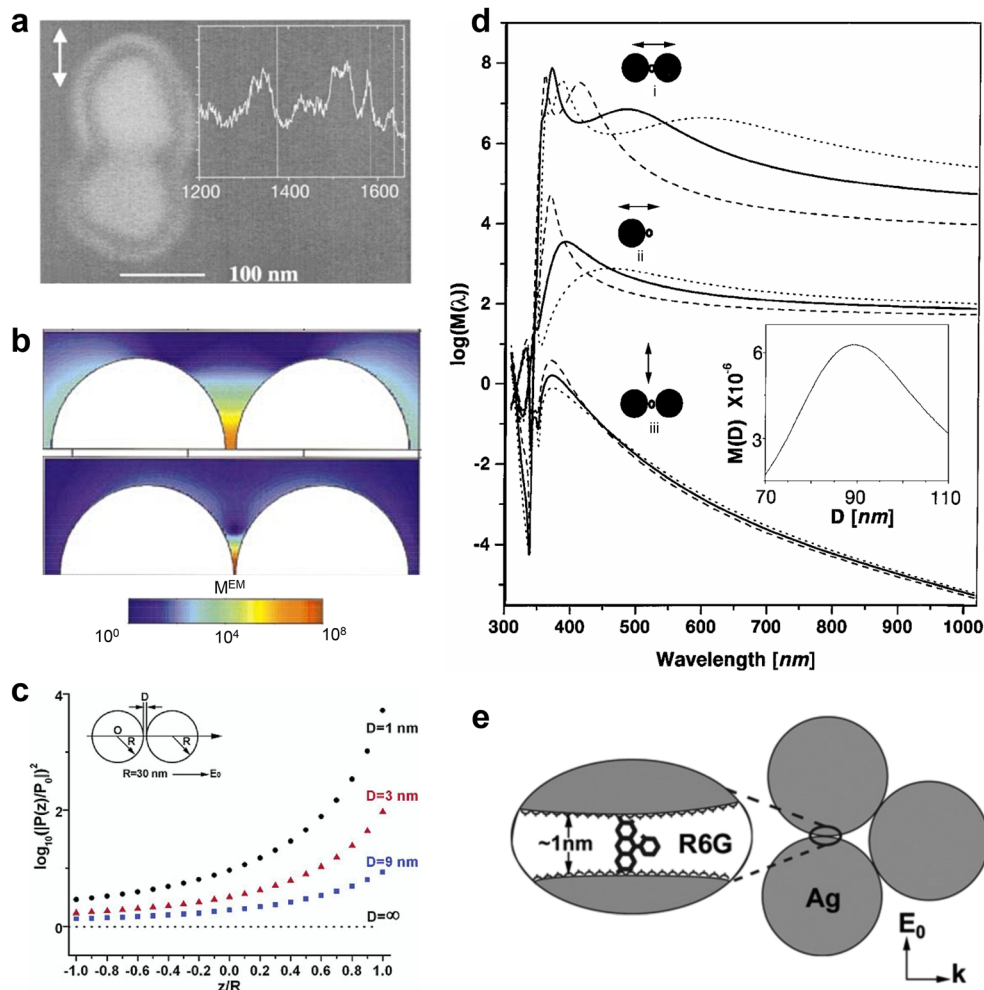 a
1200
1400
1600
100 nm
b
M^EM
10^0
10^4
10^8
c
4
2
0
log₁₀(|P(z)/P₀|)²
D
O
R
R
R=30 nm
E₀
D=1 nm
D=3 nm
D=9 nm
D=∞
-1.0 -0.8 -0.6 -0.4 -0.2 0.0 0.2 0.4 0.6 0.8 1.0
z/R
d
log(M(λ))
8
6
4
2
0
-2
-4
i
ii
iii
M(D) X10⁻⁶
6
3
70 90 110
D [nm]
300 400 500 600 700 800 900 1000
Wavelength [nm]
e
~1nm
R6G
Ag
E₀
k